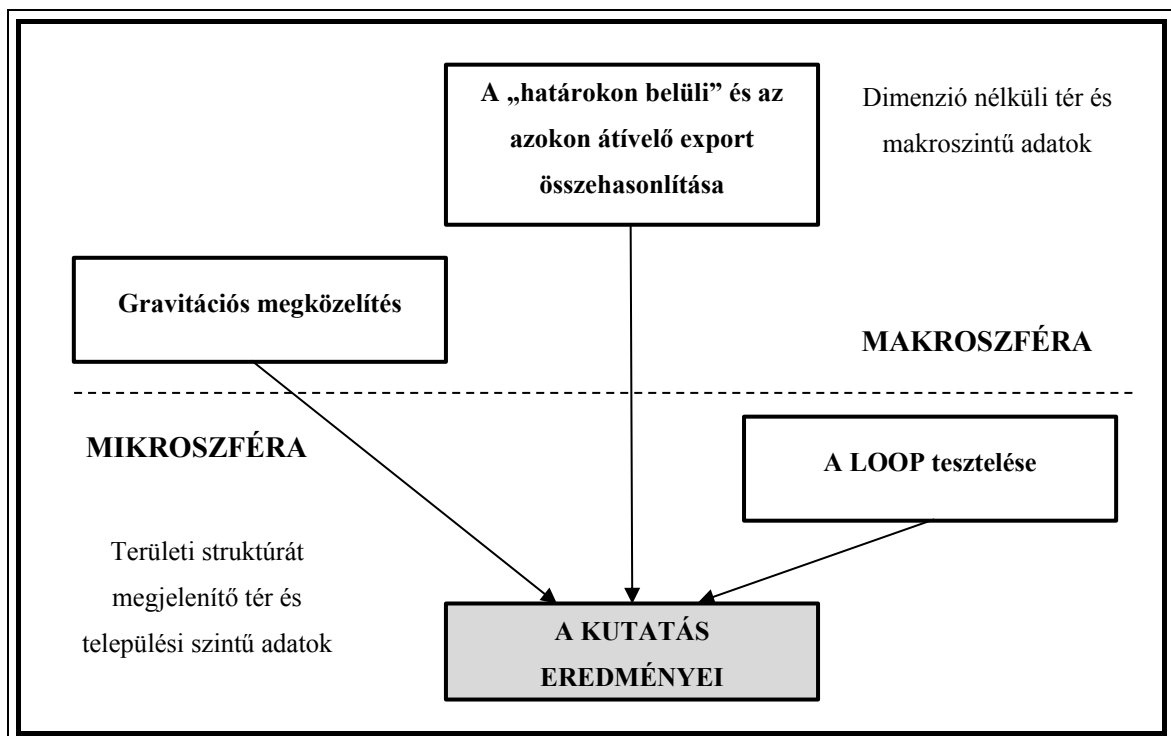 A „határokon belüli” és az
azokon átívelő export
összehasonlítása
Dimenzió nélküli tér és
makroszintű adatok
Gravitációs megközelítés
MAKROSZFÉRA
MIKROSZFÉRA
A LOOP tesztelése
Területi struktúrát
megjelenítő tér és
települési szintű adatok
A KUTATÁS
EREDMÉNYEI